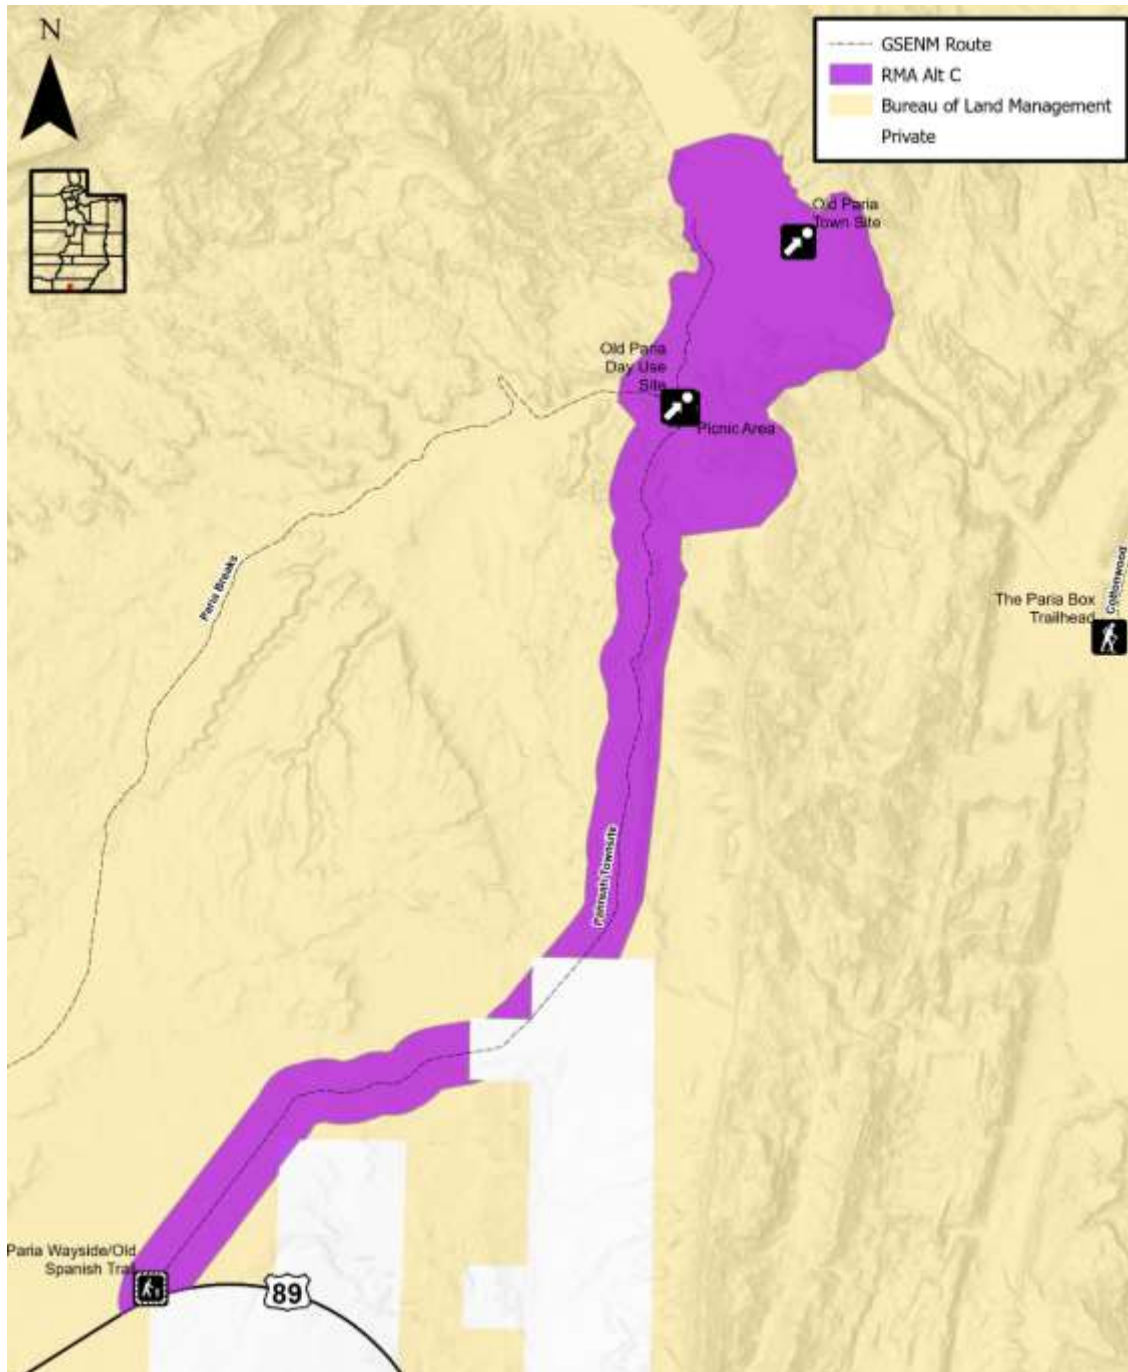 N
GSENM Route
RMA Alt C
Bureau of Land Management
Private
Old Paria
Town Site
Old Paria
Day Use
Site
Picnic Area
Paria Breaks
Cottonwood
The Paria Box
Trailhead
Pahreah Townsite
Paria Wayside/Old
Spanish Trail
89